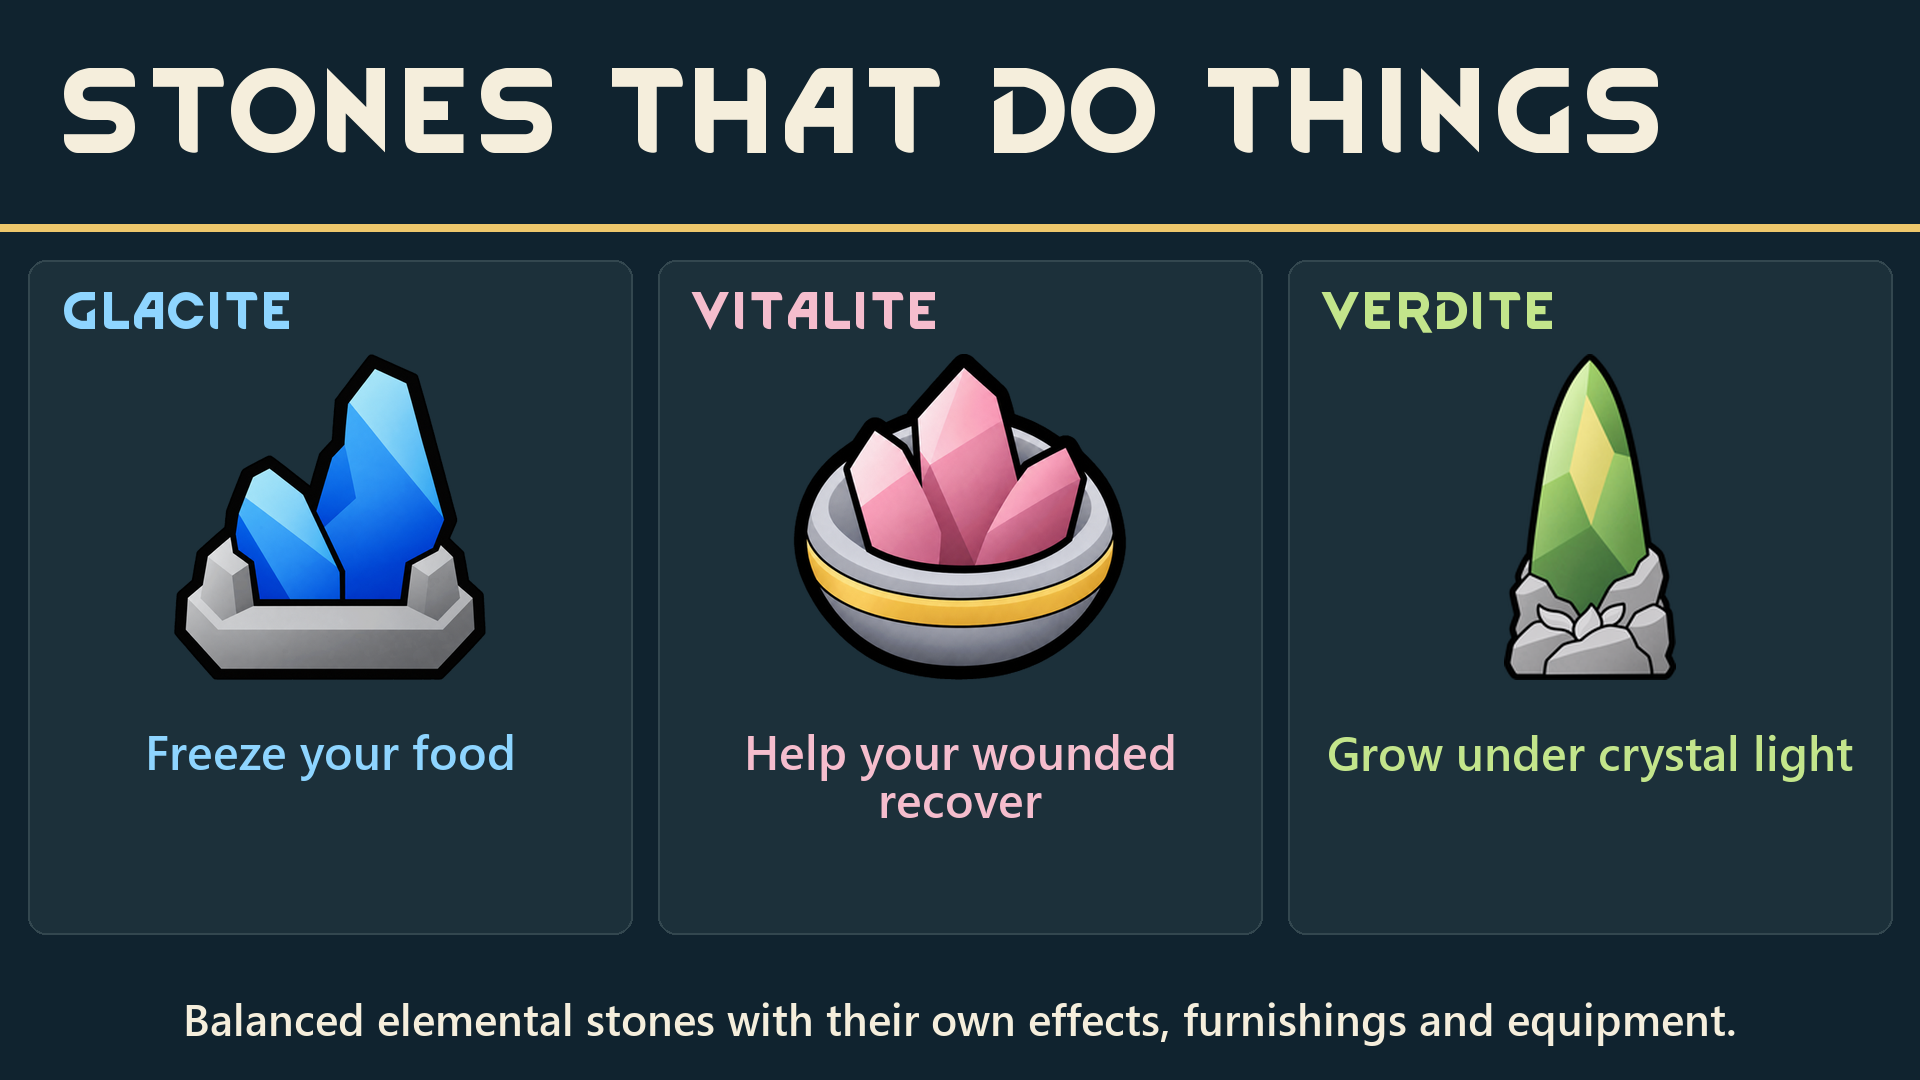 STONES THAT DO THINGS
GLACITE
Freeze your food
VITALITE
Help your wounded
recover
VERDITE
Grow under crystal light
Balanced elemental stones with their own effects, furnishings and equipment.